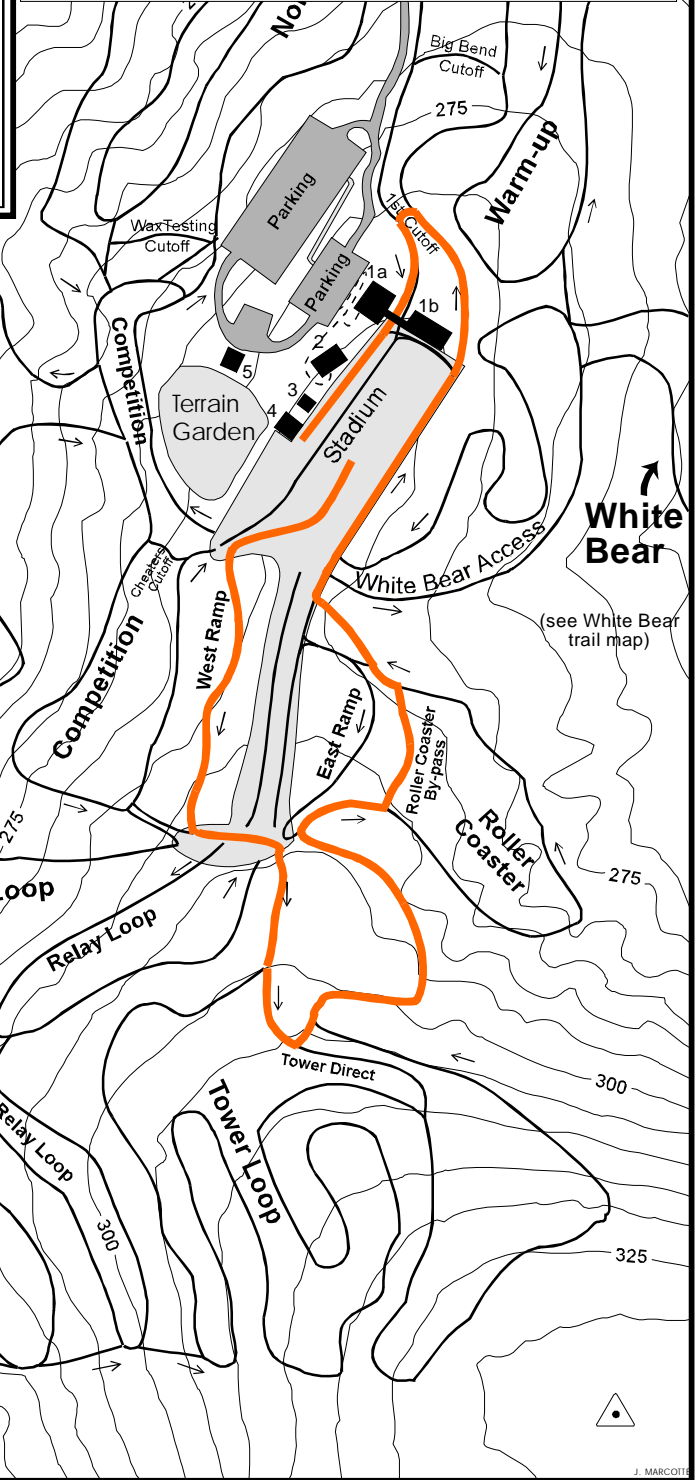 Big Bend
Cutoff
275
Warm-up
Parking
1st Cutoff
WaxTesting
Cutoff
Parking
1a
1b
Competition
2
5
3
4
Terrain
Garden
Stadium
White
Bear
White Bear Access
Cheaters
Cutoff
(see White Bear
trail map)
West Ramp
Competition
East Ramp
Roller Coaster
By-pass
Roller
Coaster
275
275
Loop
Relay Loop
Tower Direct
300
Tower Loop
Relay Loop
300
325